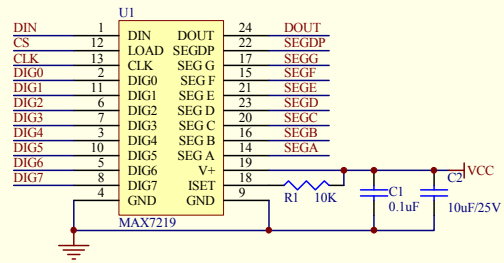 U1
DIN 1 DIN DOUT 24 DOUT
CS 12 LOAD SEGDP 22 SEGDP
CLK 13 CLK SEG G 17 SEGG
DIG0 2 DIG0 SEG F 15 SEGF
DIG1 11 DIG1 SEG E 21 SEGE
DIG2 6 DIG2 SEG D 23 SEGD
DIG3 7 DIG3 SEG C 20 SEGC
DIG4 3 DIG4 SEG B 16 SEGB
DIG5 10 DIG5 SEG A 14 SEGA
DIG6 5 DIG6 V+ 19 VCC
DIG7 8 DIG7 ISET 18
4 GND GND 9
R1 10K
C1 0.1uF
C2 10uF/25V
MAX7219